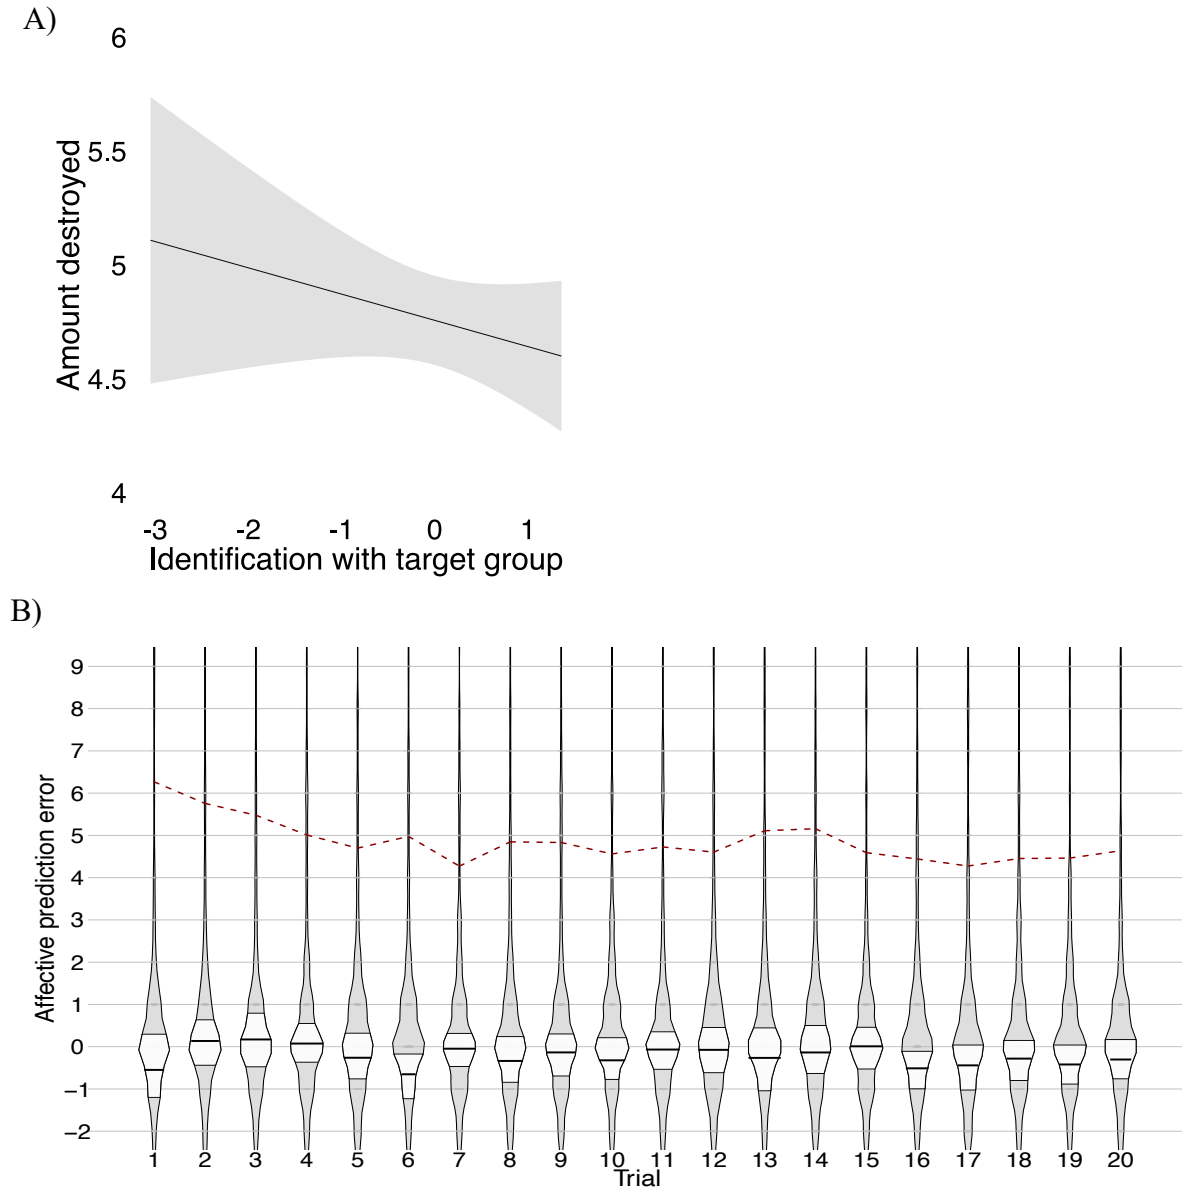 A)
6
5.5
5
4.5
4
Amount destroyed
-3 -2 -1 0 1
Identification with target group
B)
9
8
7
6
5
4
3
2
1
0
−1
−2
Affective prediction error
1 2 3 4 5 6 7 8 9 10 11 12 13 14 15 16 17 18 19 20
Trial